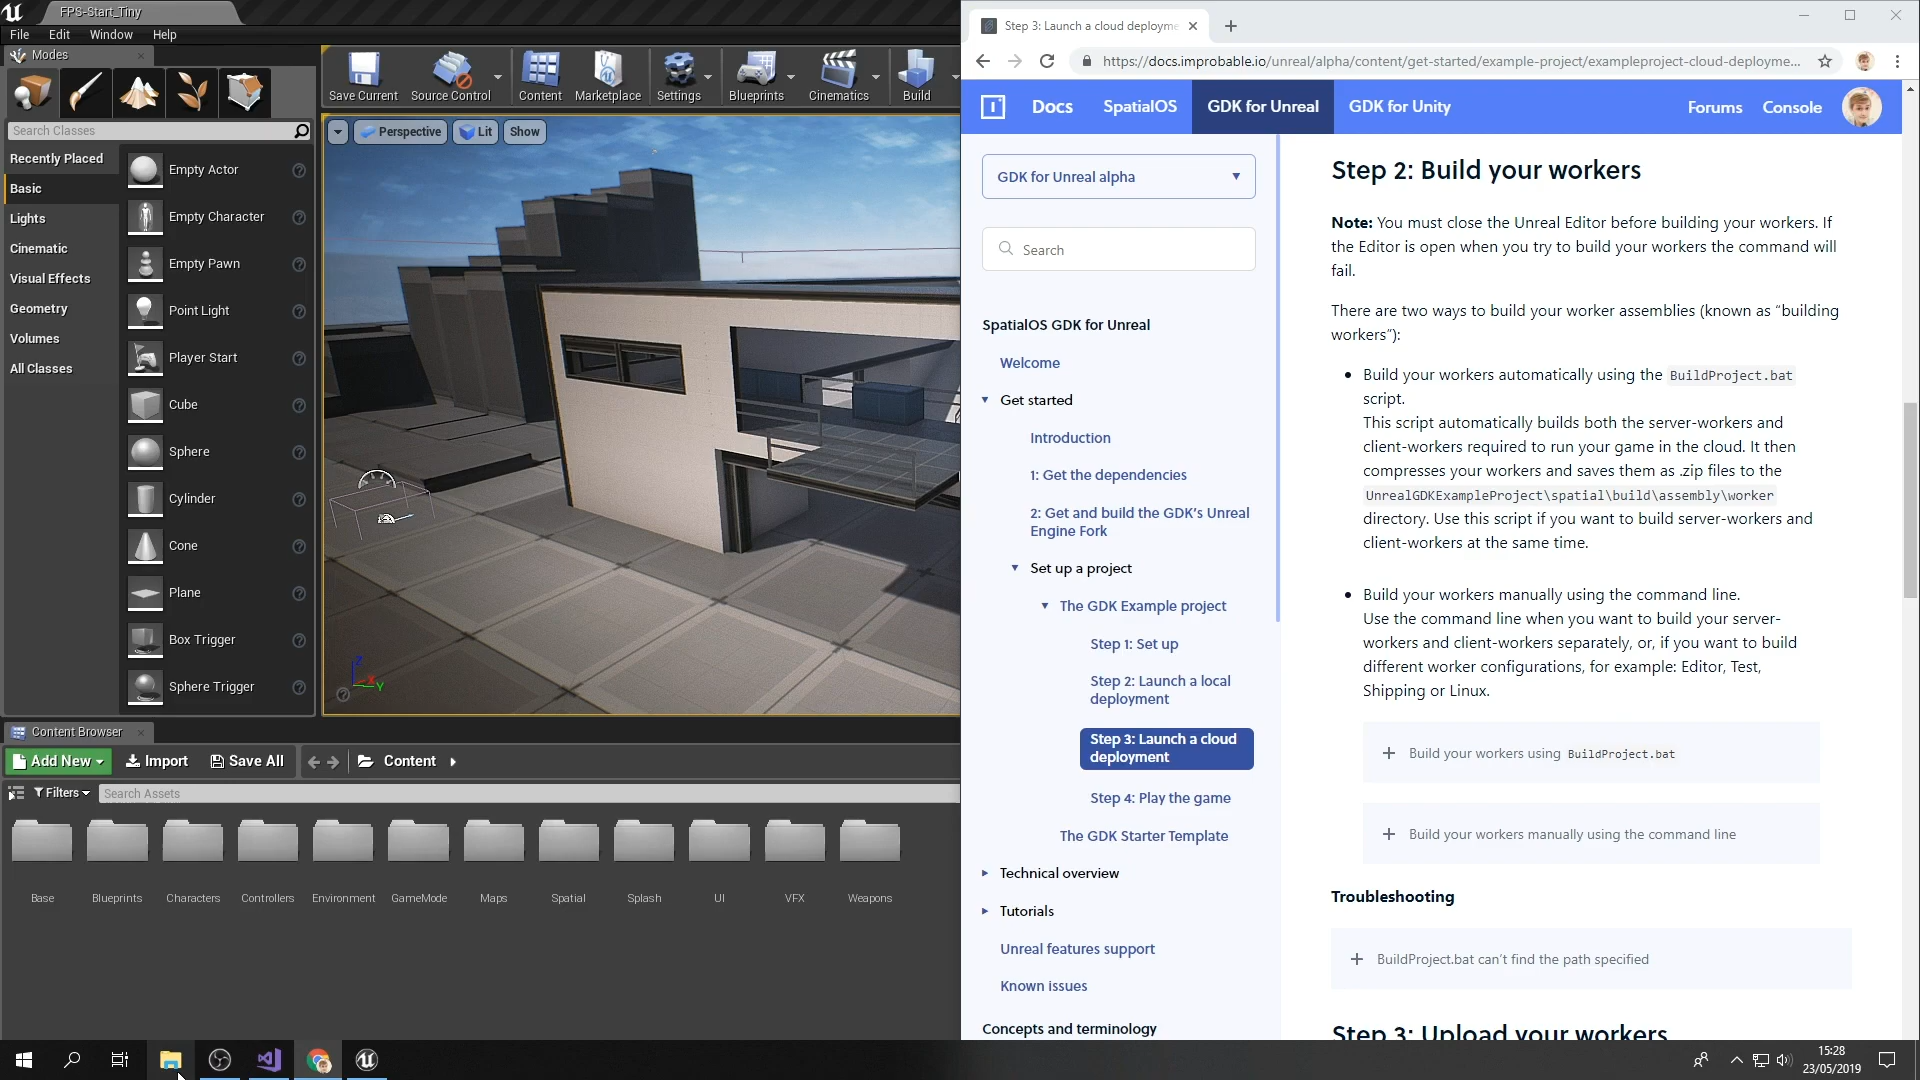 FPS-Start_Tiny
File Edit Window Help
Modes
Save Current Source Control Content Marketplace Settings Blueprints Cinematics Build
Search Classes
Recently Placed
Basic
Lights
Cinematic
Visual Effects
Geometry
Volumes
All Classes
Empty Actor
Empty Character
Empty Pawn
Point Light
Player Start
Cube
Sphere
Cylinder
Cone
Plane
Box Trigger
Sphere Trigger
Perspective Lit Show
Z
X
Y
Content Browser
Add New Import Save All Content
Filters Search Assets
Base Blueprints Characters Controllers Environment GameMode Maps Spatial Splash UI VFX Weapons
Step 3: Launch a cloud deployme
https://docs.improbable.io/unreal/alpha/content/get-started/example-project/exampleproject-cloud-deployme...
Docs SpatialOS GDK for Unreal GDK for Unity Forums Console
GDK for Unreal alpha
Search
SpatialOS GDK for Unreal
Welcome
Get started
Introduction
1: Get the dependencies
2: Get and build the GDK's Unreal
Engine Fork
Set up a project
The GDK Example project
Step 1: Set up
Step 2: Launch a local
deployment
Step 3: Launch a cloud
deployment
Step 4: Play the game
The GDK Starter Template
Technical overview
Tutorials
Unreal features support
Known issues
Concepts and terminology
Step 2: Build your workers
Note: You must close the Unreal Editor before building your workers. If
the Editor is open when you try to build your workers the command will
fail.
There are two ways to build your worker assemblies (known as “building
workers”):
• Build your workers automatically using the BuildProject.bat
script.
This script automatically builds both the server-workers and
client-workers required to run your game in the cloud. It then
compresses your workers and saves them as .zip files to the
UnrealGDKExampleProject\spatial\build\assembly\worker
directory. Use this script if you want to build server-workers and
client-workers at the same time.
• Build your workers manually using the command line.
Use the command line when you want to build your server-
workers and client-workers separately, or, if you want to build
different worker configurations, for example: Editor, Test,
Shipping or Linux.
+ Build your workers using BuildProject.bat
+ Build your workers manually using the command line
Troubleshooting
+ BuildProject.bat can't find the path specified
Step 3: Upload your workers
15:28
23/05/2019